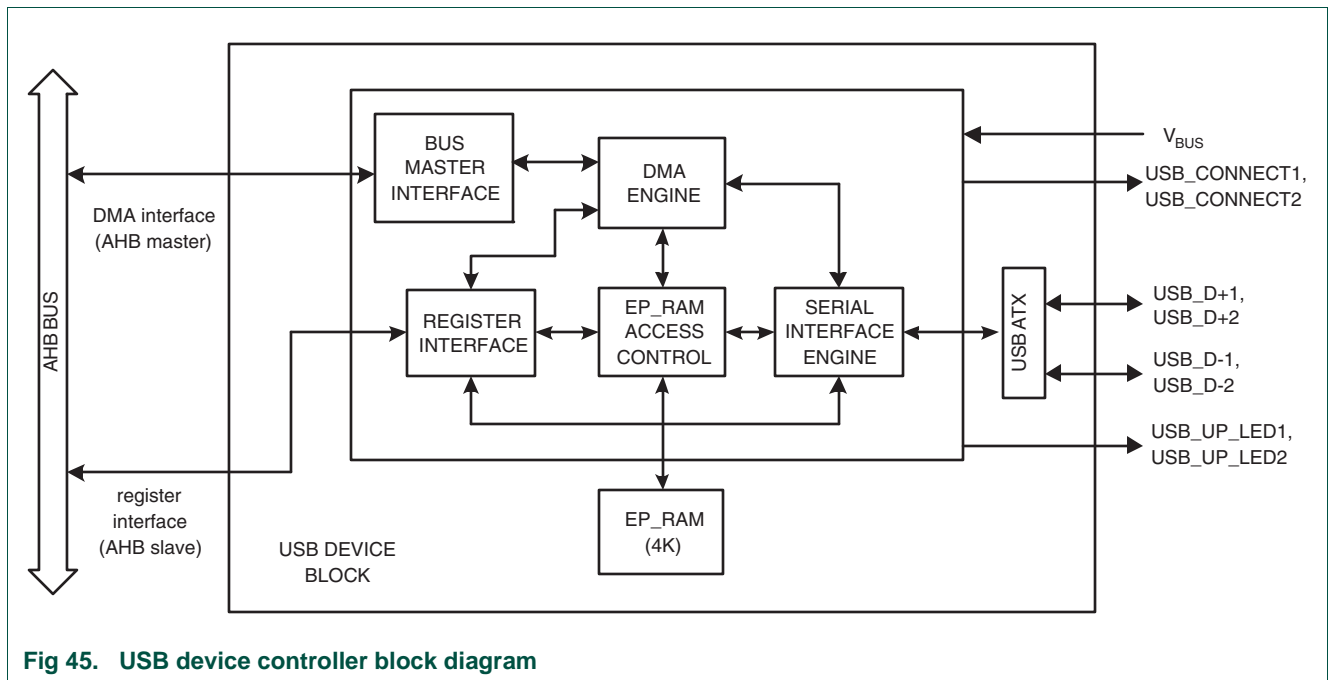 BUS
MASTER
INTERFACE
DMA
ENGINE
V_BUS
USB_CONNECT1,
USB_CONNECT2
DMA interface
(AHB master)
AHB BUS
REGISTER
INTERFACE
EP_RAM
ACCESS
CONTROL
SERIAL
INTERFACE
ENGINE
USB ATX
USB_D+1,
USB_D+2
USB_D-1,
USB_D-2
USB_UP_LED1,
USB_UP_LED2
register
interface
(AHB slave)
EP_RAM
(4K)
USB DEVICE
BLOCK
Fig 45. USB device controller block diagram